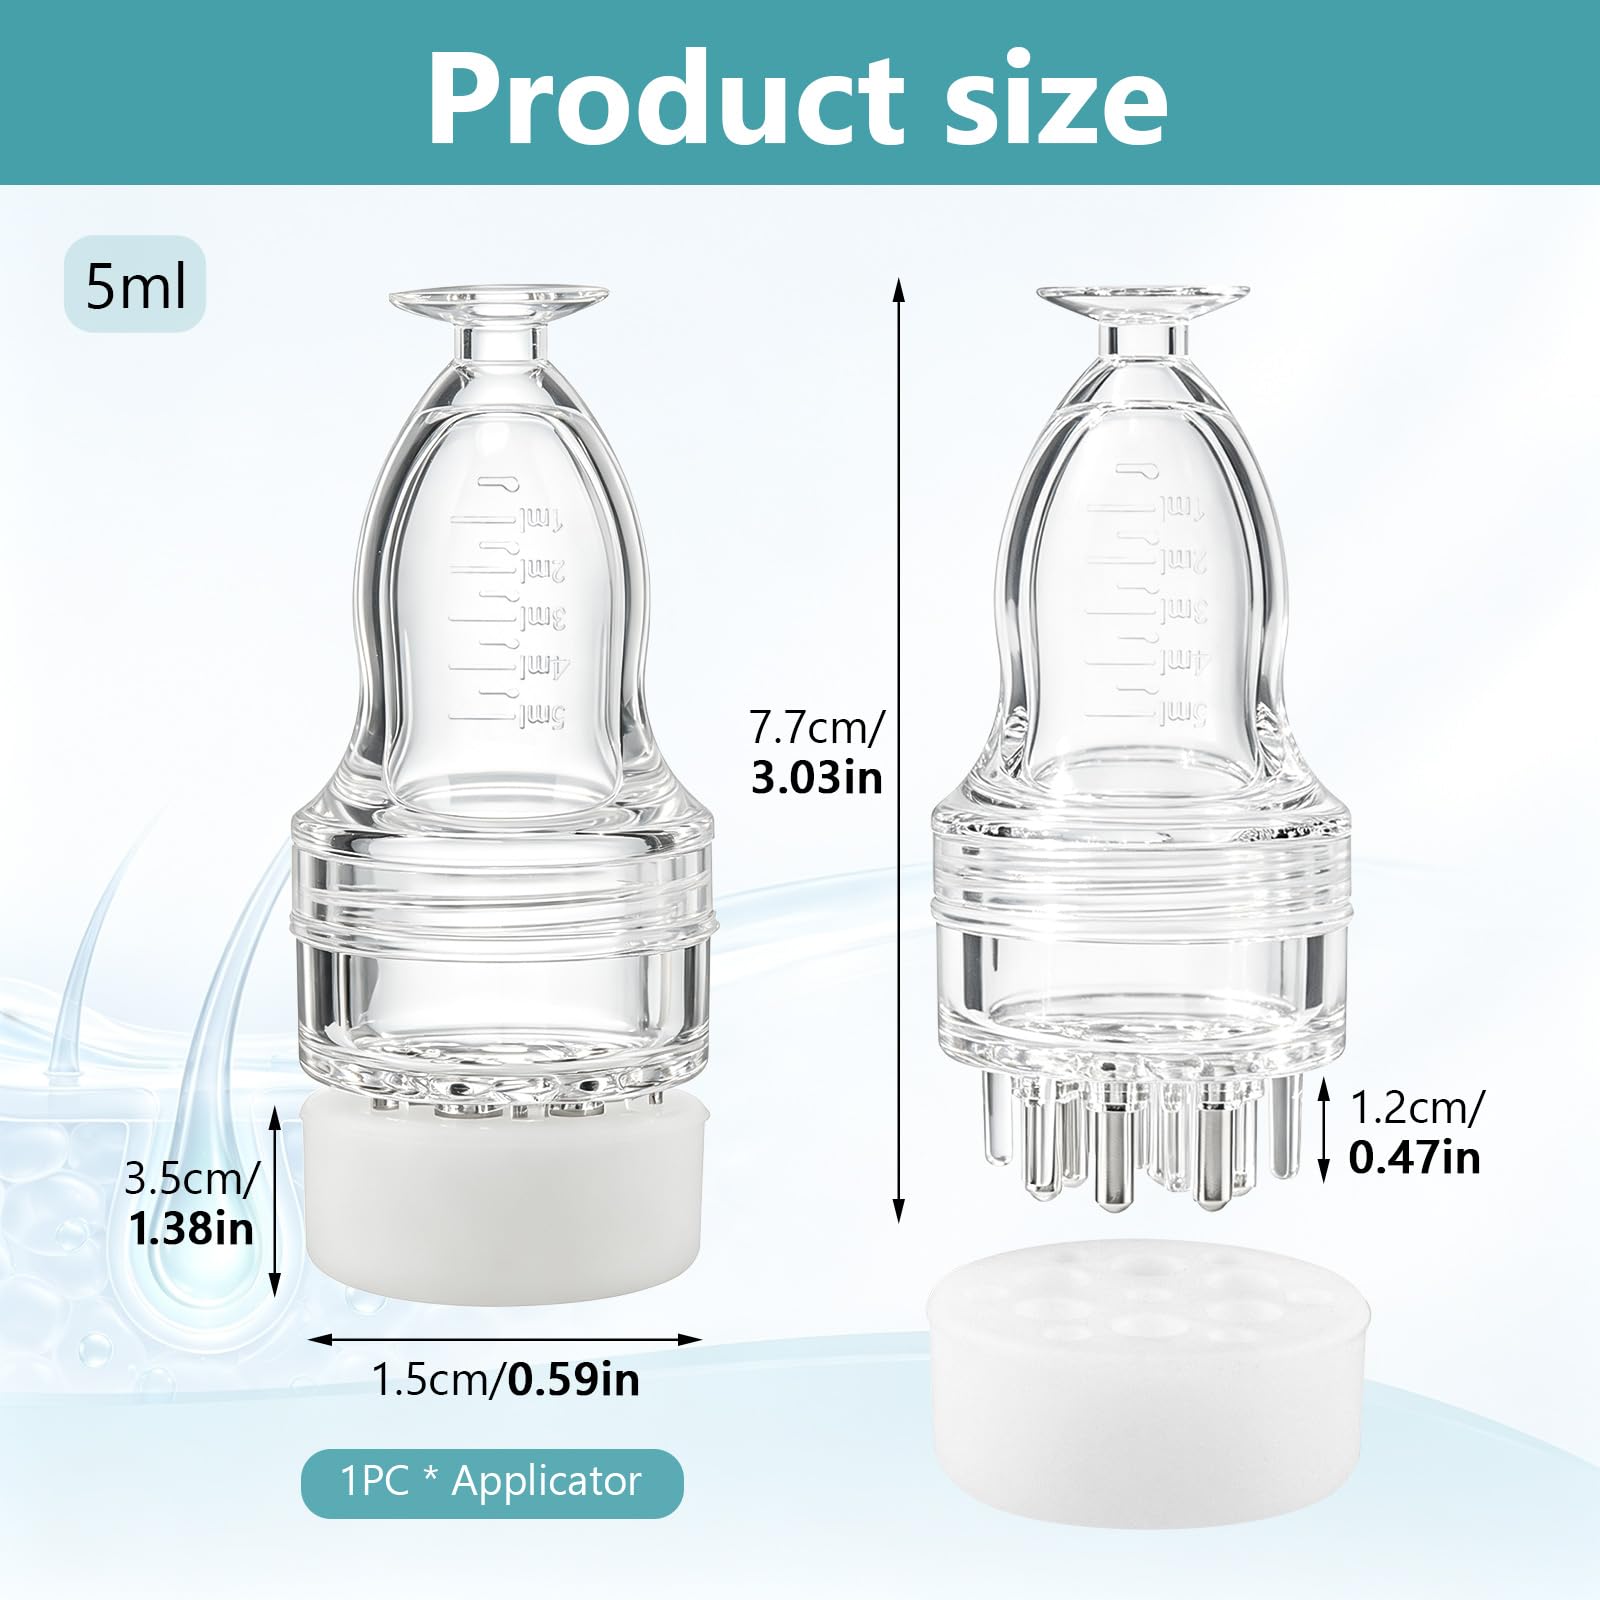 Product size
5ml
1ml
2ml
3ml
4ml
5ml
1ml
2ml
3ml
4ml
5ml
7.7cm/
3.03in
1.2cm/
0.47in
3.5cm/
1.38in
1.5cm/0.59in
1PC * Applicator